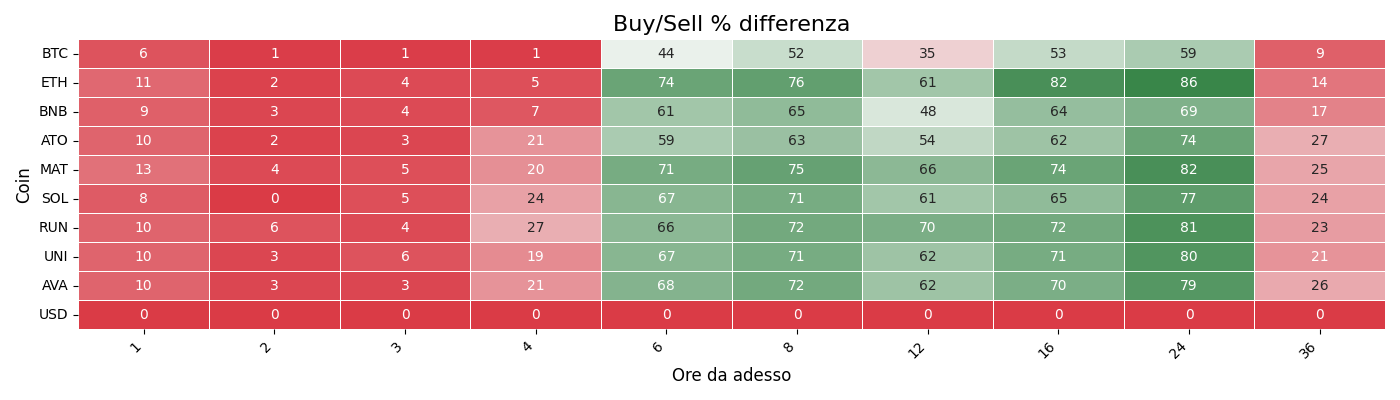 Buy/Sell % differenza
Coin
BTC 6 1 1 1 44 52 35 53 59 9
ETH 11 2 4 5 74 76 61 82 86 14
BNB 9 3 4 7 61 65 48 64 69 17
ATO 10 2 3 21 59 63 54 62 74 27
MAT 13 4 5 20 71 75 66 74 82 25
SOL 8 0 5 24 67 71 61 65 77 24
RUN 10 6 4 27 66 72 70 72 81 23
UNI 10 3 6 19 67 71 62 71 80 21
AVA 10 3 3 21 68 72 62 70 79 26
USD 0 0 0 0 0 0 0 0 0 0
1 2 3 4 6 8 12 16 24 36
Ore da adesso